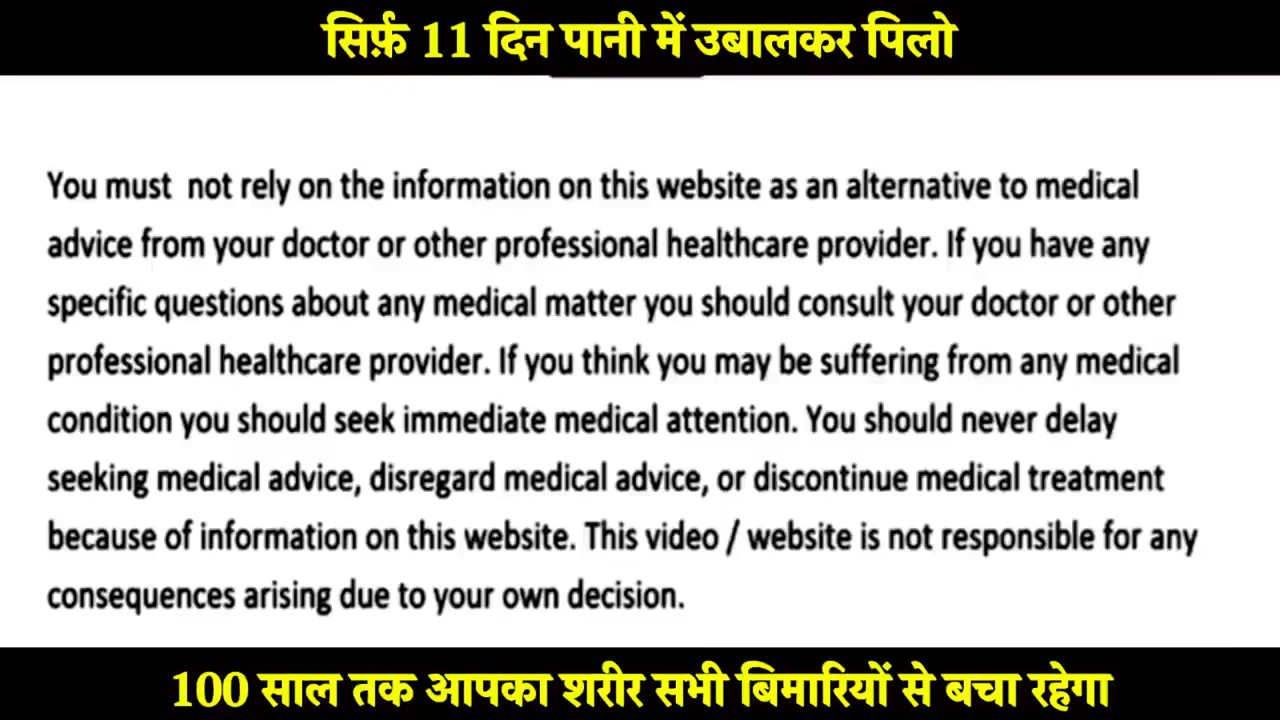 सिर्फ़ 11 दिन पानी में उबालकर पिलो
You must not rely on the information on this website as an alternative to medical
advice from your doctor or other professional healthcare provider. If you have any
specific questions about any medical matter you should consult your doctor or other
professional healthcare provider. If you think you may be suffering from any medical
condition you should seek immediate medical attention. You should never delay
seeking medical advice, disregard medical advice, or discontinue medical treatment
because of information on this website. This video / website is not responsible for any
consequences arising due to your own decision.
100 साल तक आपका शरीर सभी बिमारियों से बचा रहेगा